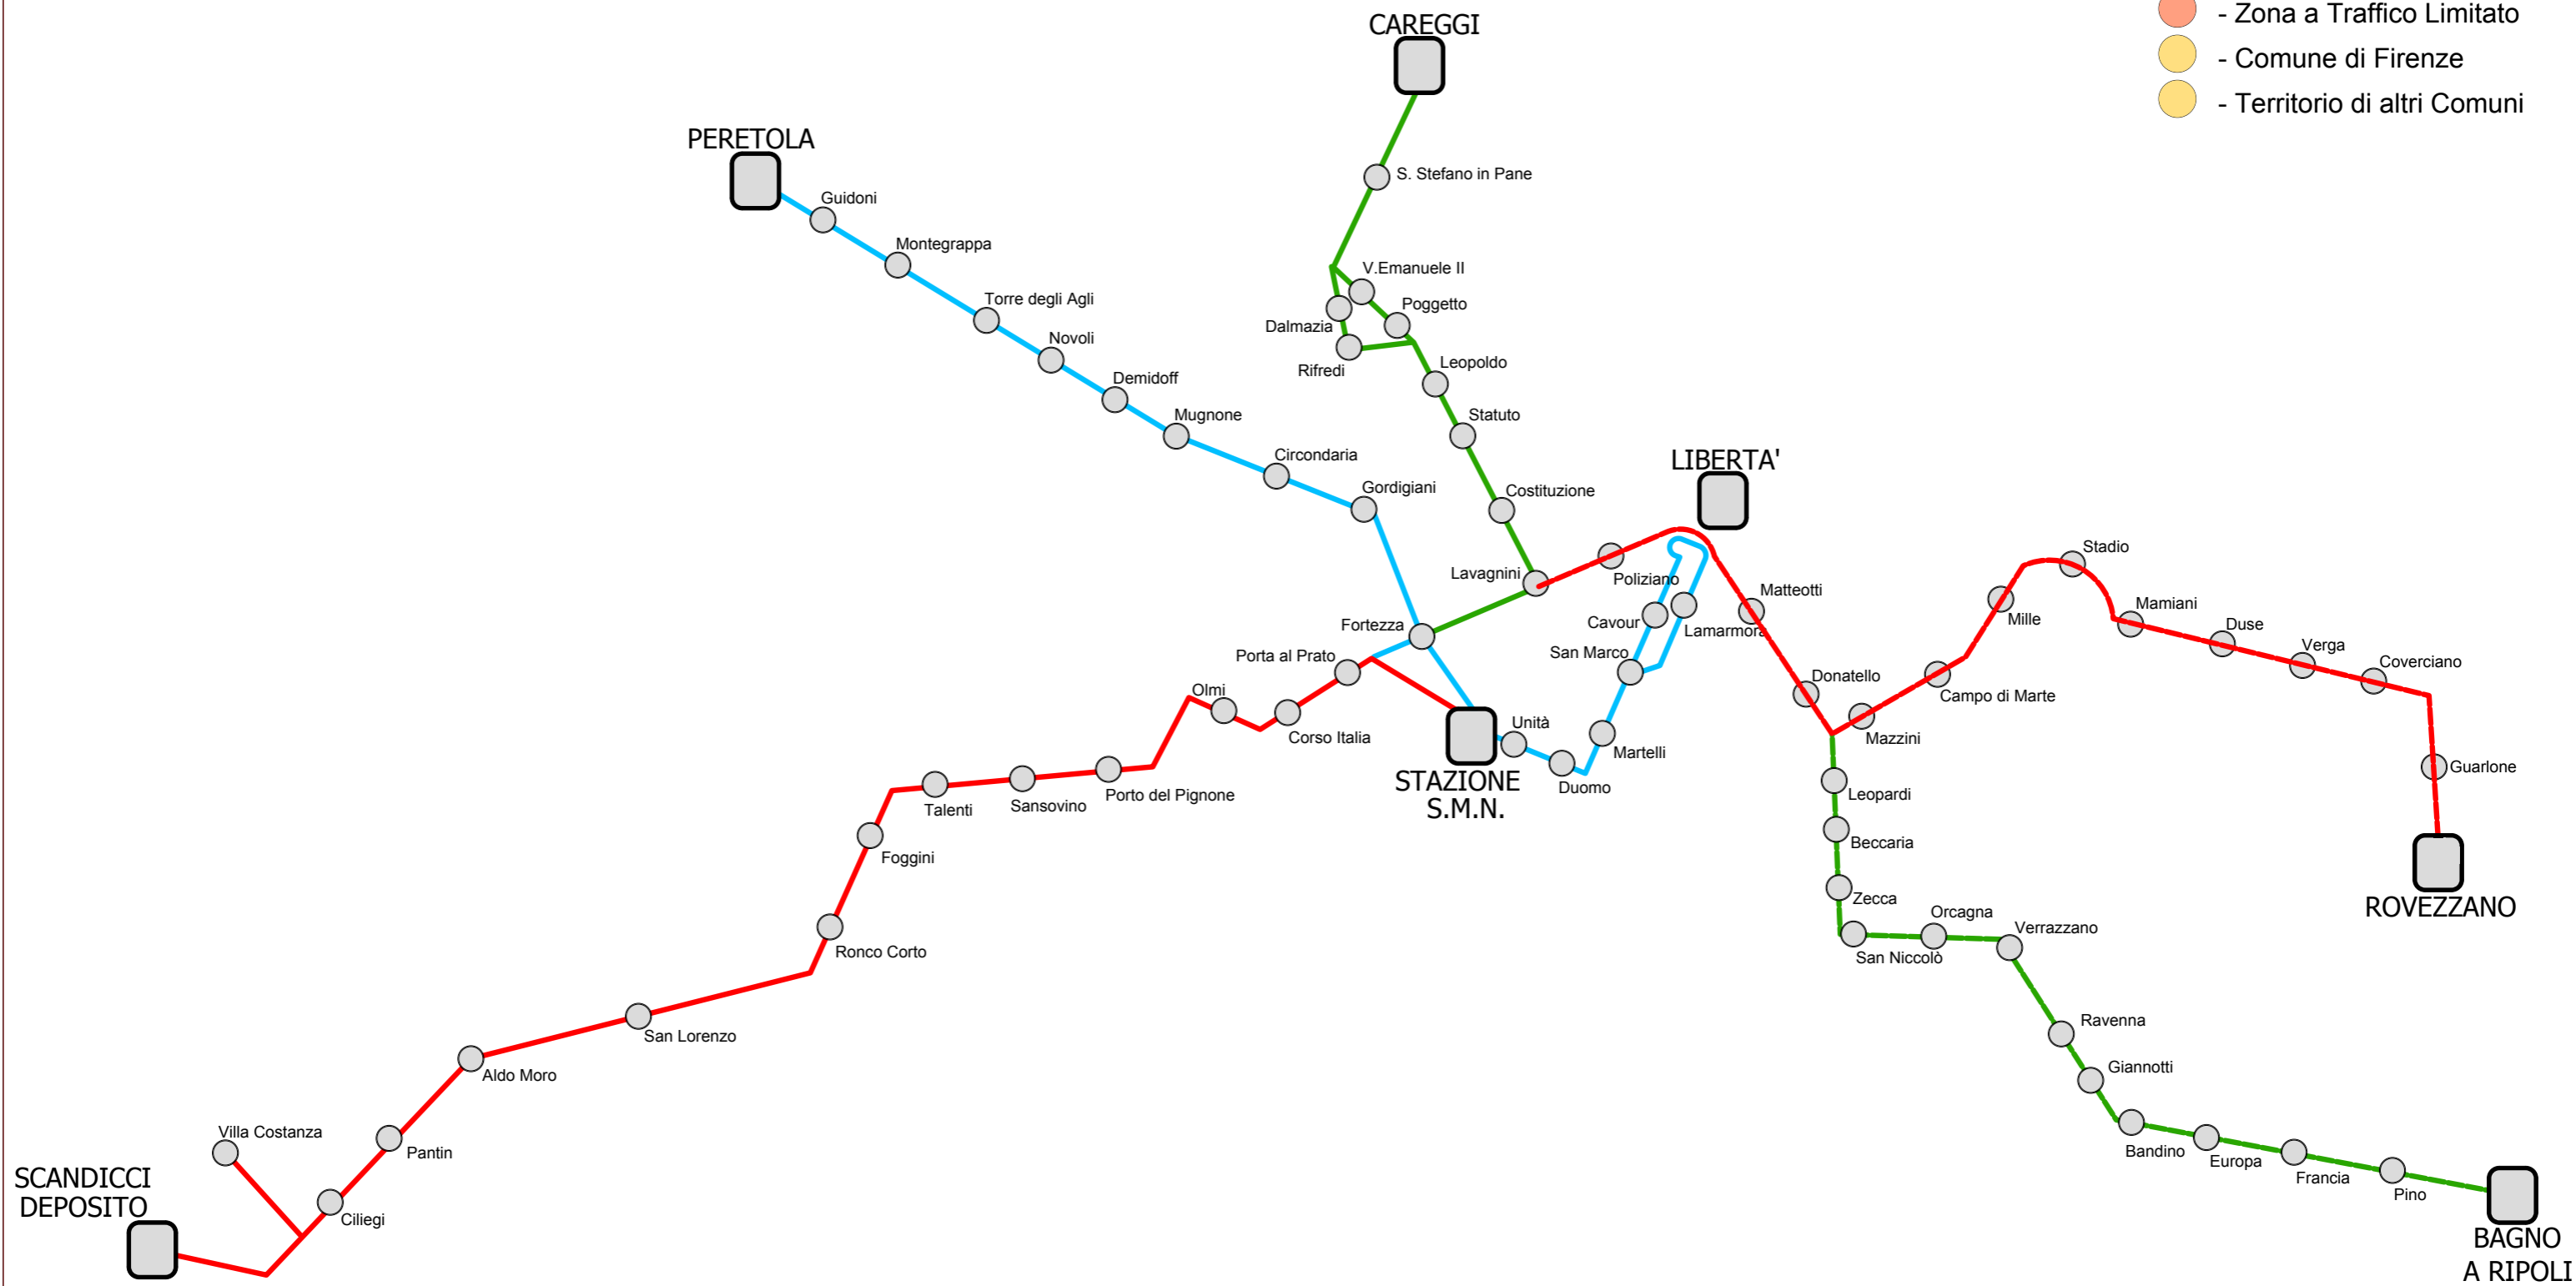 - Zona a Traffico Limitato
- Comune di Firenze
- Territorio di altri Comuni
CAREGGI
PERETOLA
S. Stefano in Pane
Guidoni
Montegrappa
V.Emanuele II
Torre degli Agli
Poggetto
Dalmazia
Novoli
Leopoldo
Rifredi
Demidoff
Mugnone
Statuto
Circondaria
LIBERTA'
Gordigiani
Costituzione
Stadio
Lavagnini
Poliziano
Matteotti
Mamiani
Mille
Cavour
Lamarmora
Fortezza
Duse
Verga
San Marco
Porta al Prato
Coverciano
Donatello
Olmi
Campo di Marte
Unità
Corso Italia
Mazzini
Martelli
Guarlone
STAZIONE
S.M.N.
Duomo
Leopardi
Porto del Pignone
Sansovino
Talenti
Beccaria
Foggini
Zecca
ROVEZZANO
Orcagna
Verrazzano
Ronco Corto
San Niccolò
Ravenna
San Lorenzo
Giannotti
Aldo Moro
Villa Costanza
Pantin
Bandino
Europa
Francia
SCANDICCI
DEPOSITO
Pino
Ciliegi
BAGNO
A RIPOLI